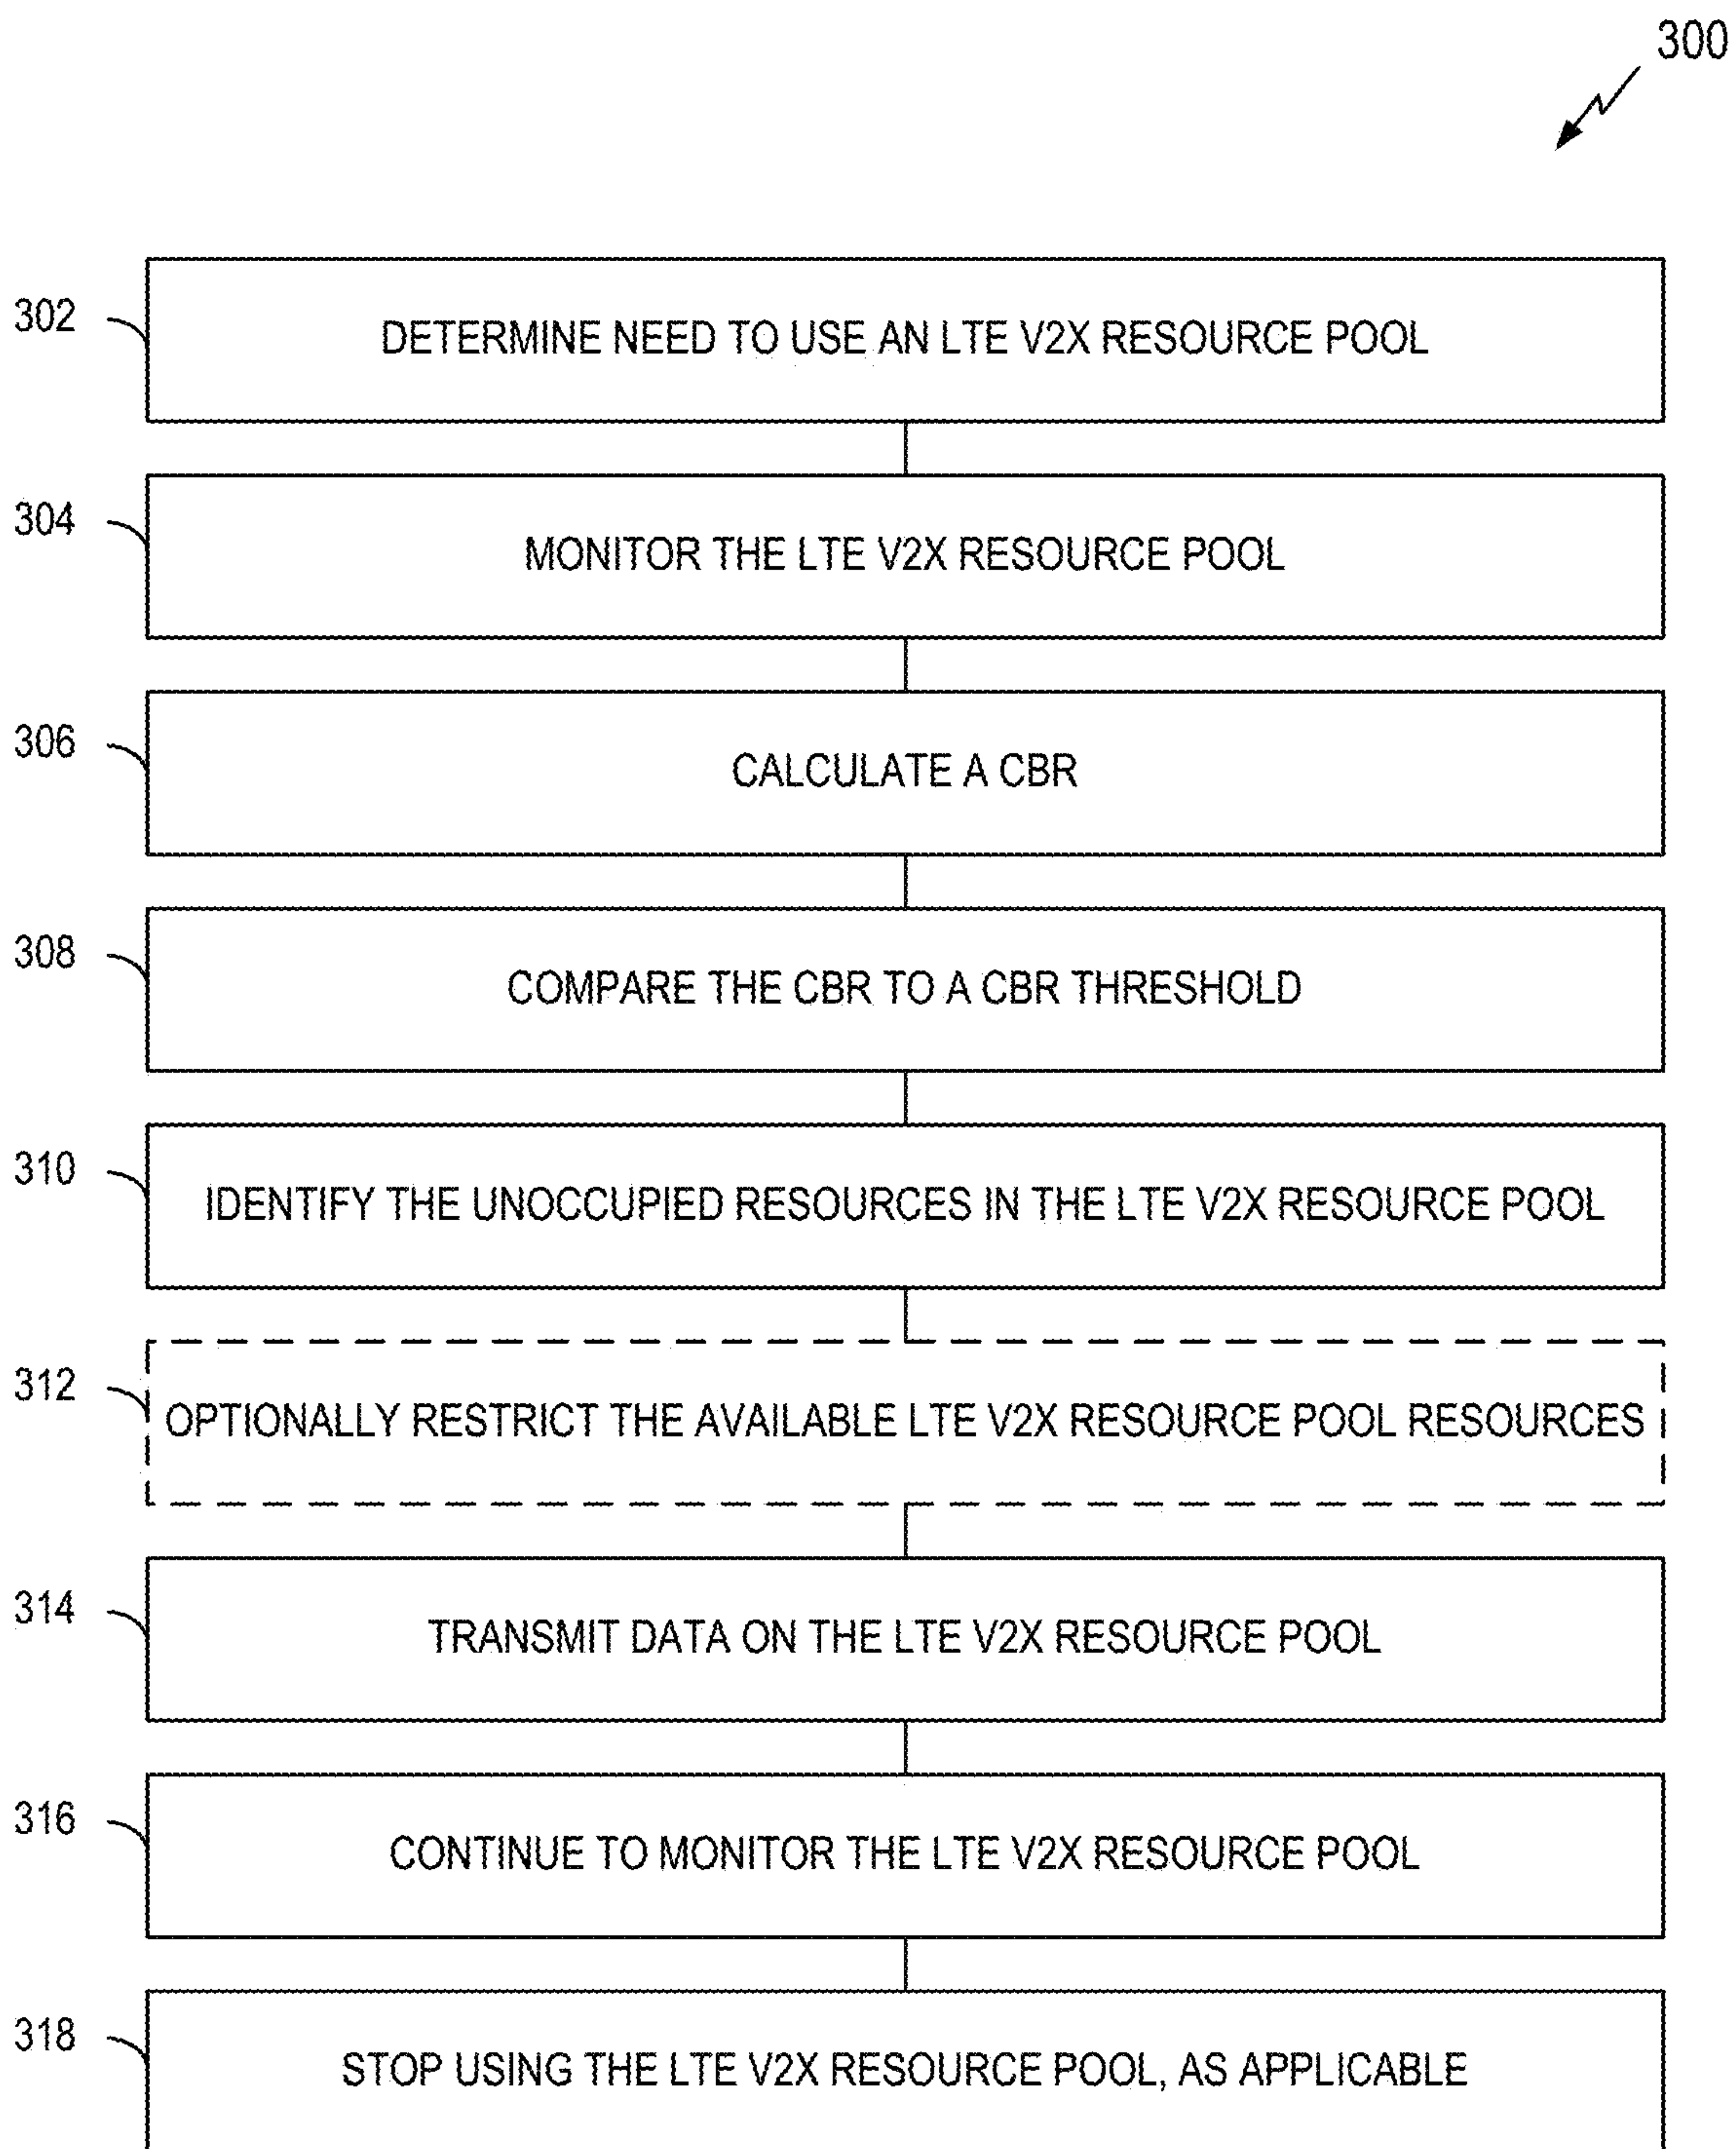 300
302
DETERMINE NEED TO USE AN LTE V2X RESOURCE POOL
304
MONITOR THE LTE V2X RESOURCE POOL
306
CALCULATE A CBR
308
COMPARE THE CBR TO A CBR THRESHOLD
310
IDENTIFY THE UNOCCUPIED RESOURCES IN THE LTE V2X RESOURCE POOL
312
OPTIONALLY RESTRICT THE AVAILABLE LTE V2X RESOURCE POOL RESOURCES
314
TRANSMIT DATA ON THE LTE V2X RESOURCE POOL
316
CONTINUE TO MONITOR THE LTE V2X RESOURCE POOL
318
STOP USING THE LTE V2X RESOURCE POOL, AS APPLICABLE